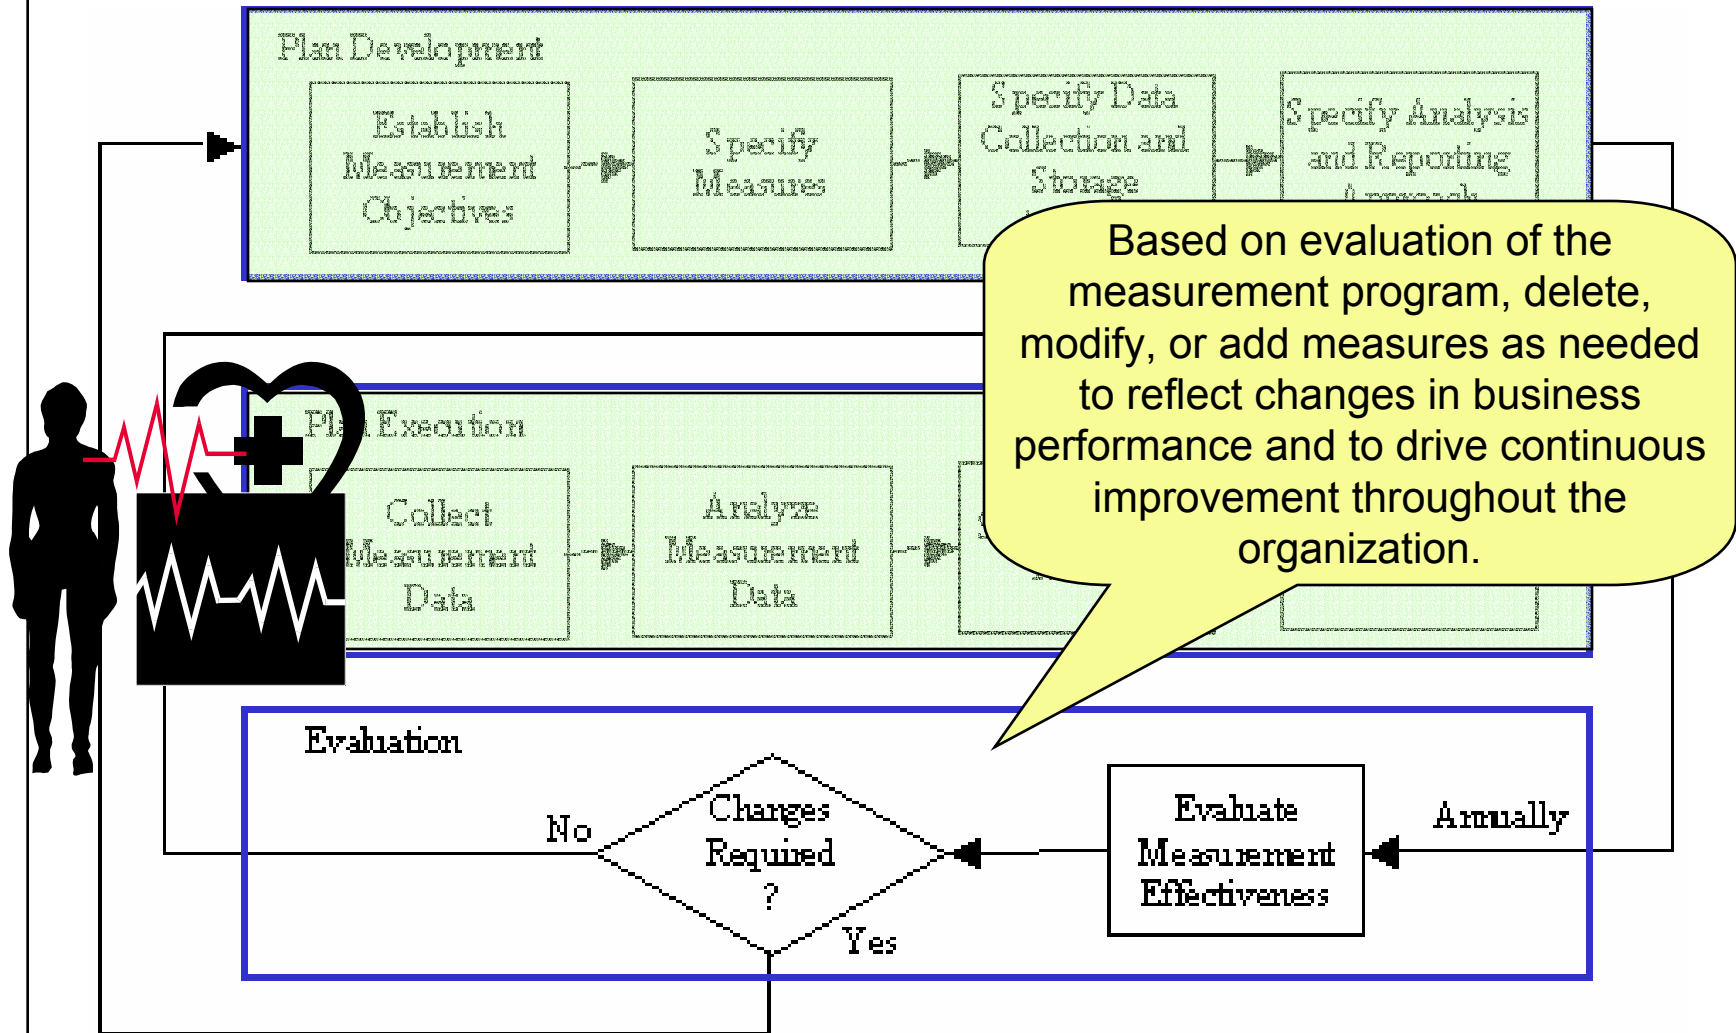 Plan Development
Establish
Measurement
Objectives
Specify
Measures
Specify Data
Collection and
Storage
Specify Analysis
and Reporting
Approach
Based on evaluation of the
measurement program, delete,
modify, or add measures as needed
to reflect changes in business
performance and to drive continuous
improvement throughout the
organization.
Plan Execution
Collect
Measurement
Data
Analyze
Measurement
Data
Evaluation
No
Changes
Required
?
Yes
Evaluate
Measurement
Effectiveness
Annually